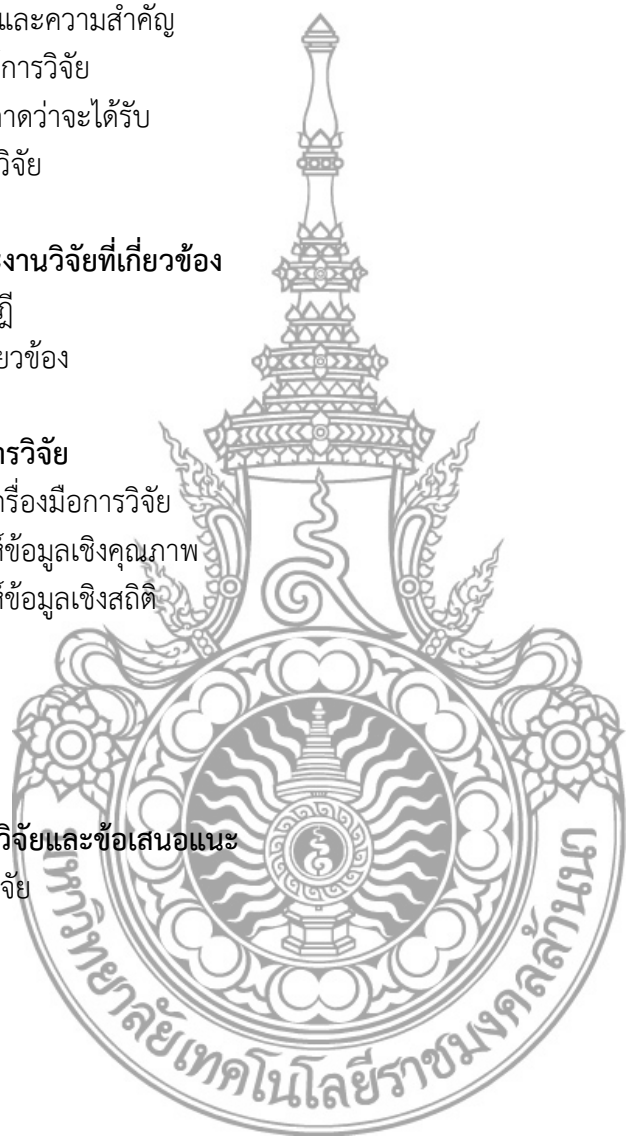 และความสำคัญ
การวิจัย
าดว่าจะได้รับ
วิจัย
งานวิจัยที่เกี่ยวข้อง
ฎี
ยวข้อง
ารวิจัย
ครื่องมือการวิจัย
ห์ข้อมูลเชิงคุณภาพ
ห์ข้อมูลเชิงสถิติ
วิจัยและข้อเสนอแนะ
จัย
มหาวิทยาลัยเทคโนโลยีราชมงคลล้านนา